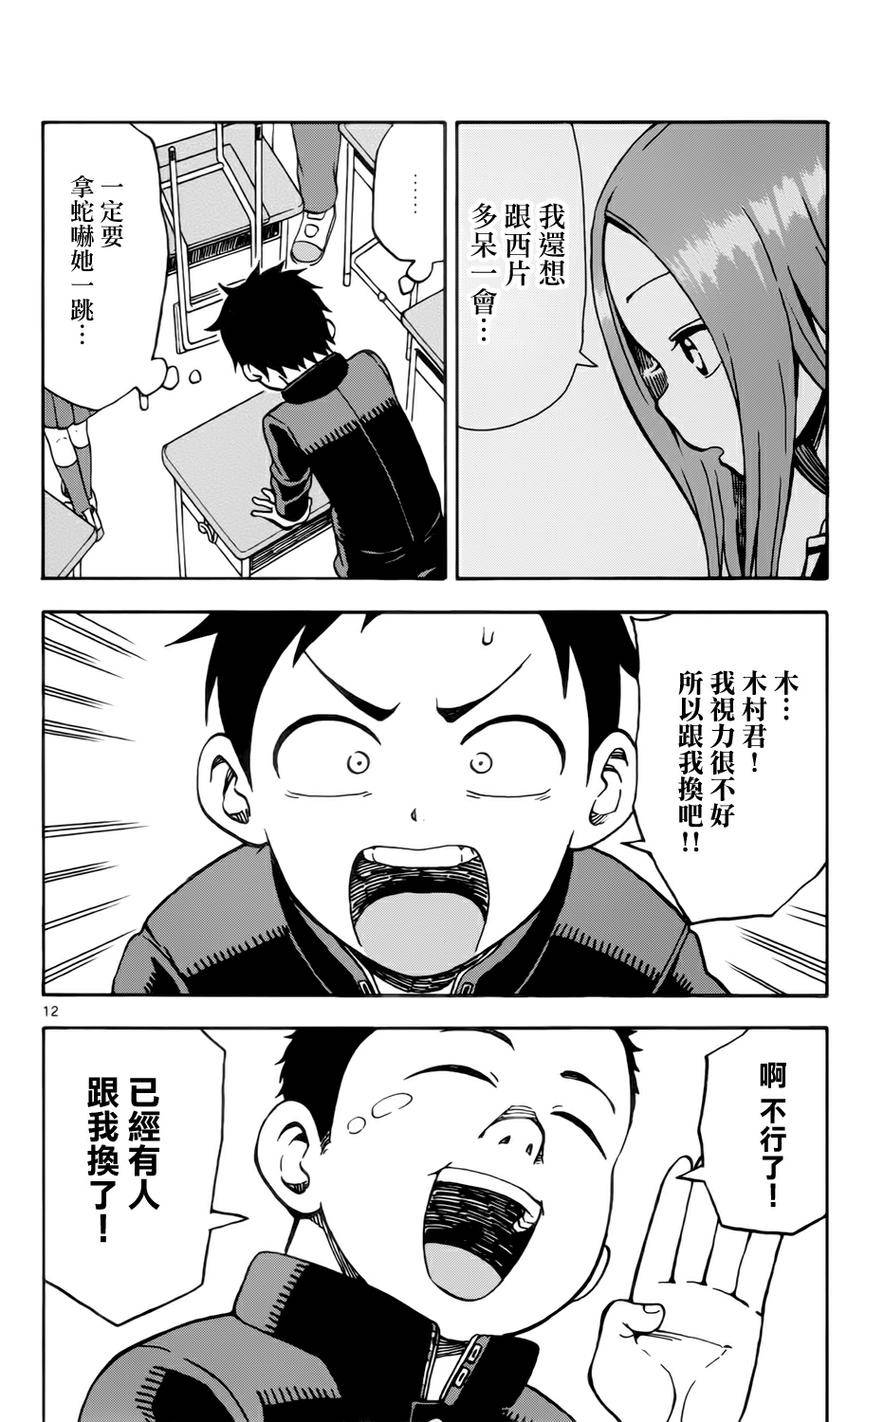 我還想
跟西片
多呆一會…
……
一定要
拿蛇嚇她一跳…
木…
木村君！
我視力很不好
所以跟我換吧!!
12
啊 不行了！
已經有人
跟我換了！